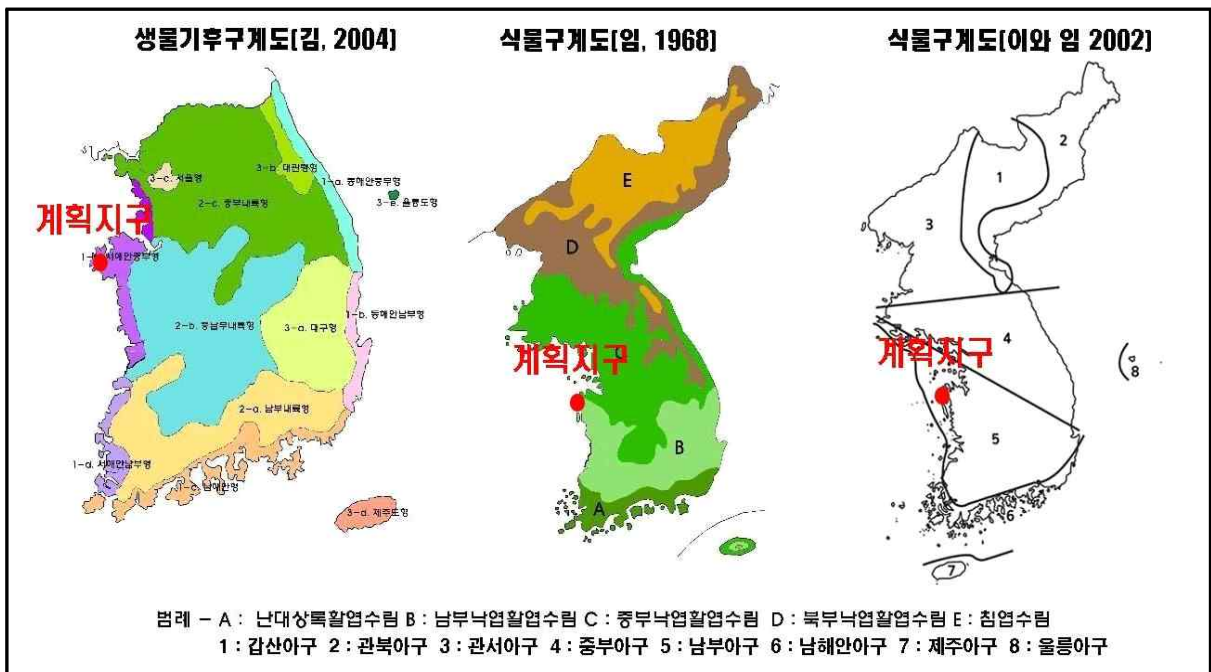 생물기후구계도(김, 2004)
식물구계도(임, 1968)
식물구계도(이와 임 2002)
3-c. 서울형
3-b. 대관령형
1-a. 동해안중부형
3-e. 울릉도형
2-c. 중부내륙형
계획지구
서해안중부형
2-b. 중남부내륙형
3-a. 대구형
1-b. 동해안남부형
2-a. 남부내륙형
1-d. 서해안남부형
1-c. 남해안형
3-d. 제주도형
E
D
C
계획지구
B
A
1
2
3
4
계획지구
5
6
7
8
범례 - A : 난대상록활엽수림 B : 남부낙엽활엽수림 C : 중부낙엽활엽수림 D : 북부낙엽활엽수림 E : 침엽수림
1 : 갑산아구 2 : 관북아구 3 : 관서아구 4 : 중부아구 5 : 남부아구 6 : 남해안아구 7 : 제주아구 8 : 울릉아구